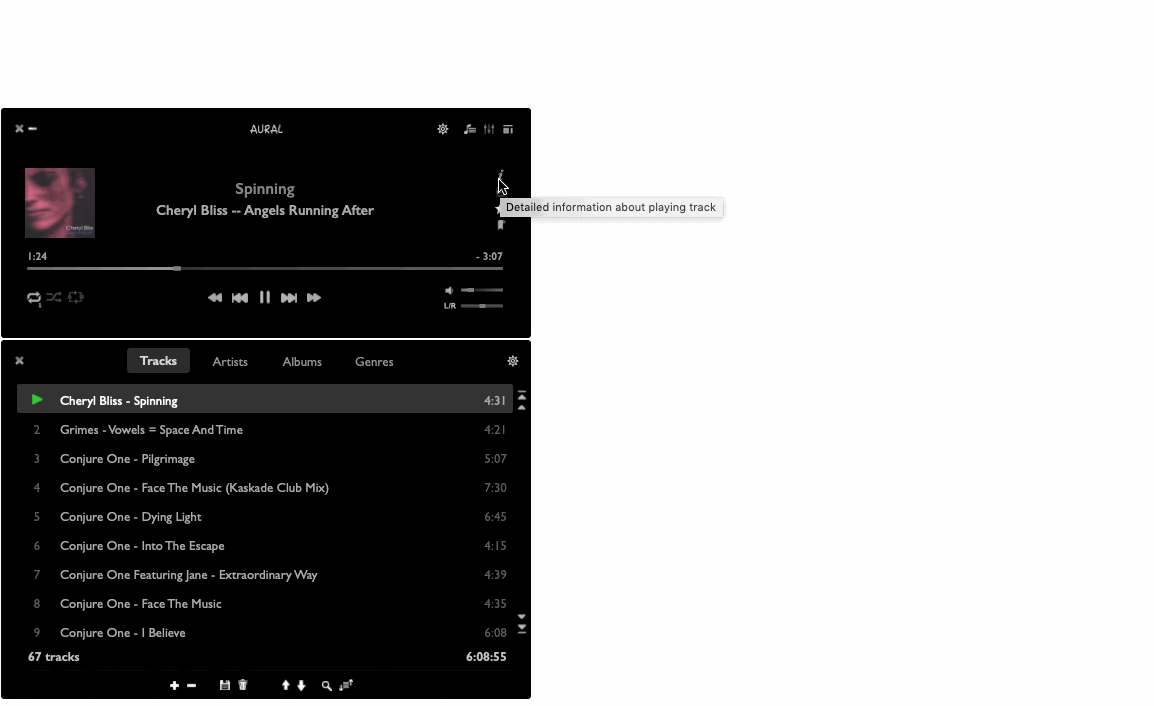 AURAL
Spinning
Cheryl Bliss -- Angels Running After
Detailed information about playing track
Cheryl Bliss
1:24 - 3:07
1
L/R
Tracks Artists Albums Genres
Cheryl Bliss - Spinning 4:31
2 Grimes - Vowels = Space And Time 4:21
3 Conjure One - Pilgrimage 5:07
4 Conjure One - Face The Music (Kaskade Club Mix) 7:30
5 Conjure One - Dying Light 6:45
6 Conjure One - Into The Escape 4:15
7 Conjure One Featuring Jane - Extraordinary Way 4:39
8 Conjure One - Face The Music 4:35
9 Conjure One - I Believe 6:08
67 tracks 6:08:55